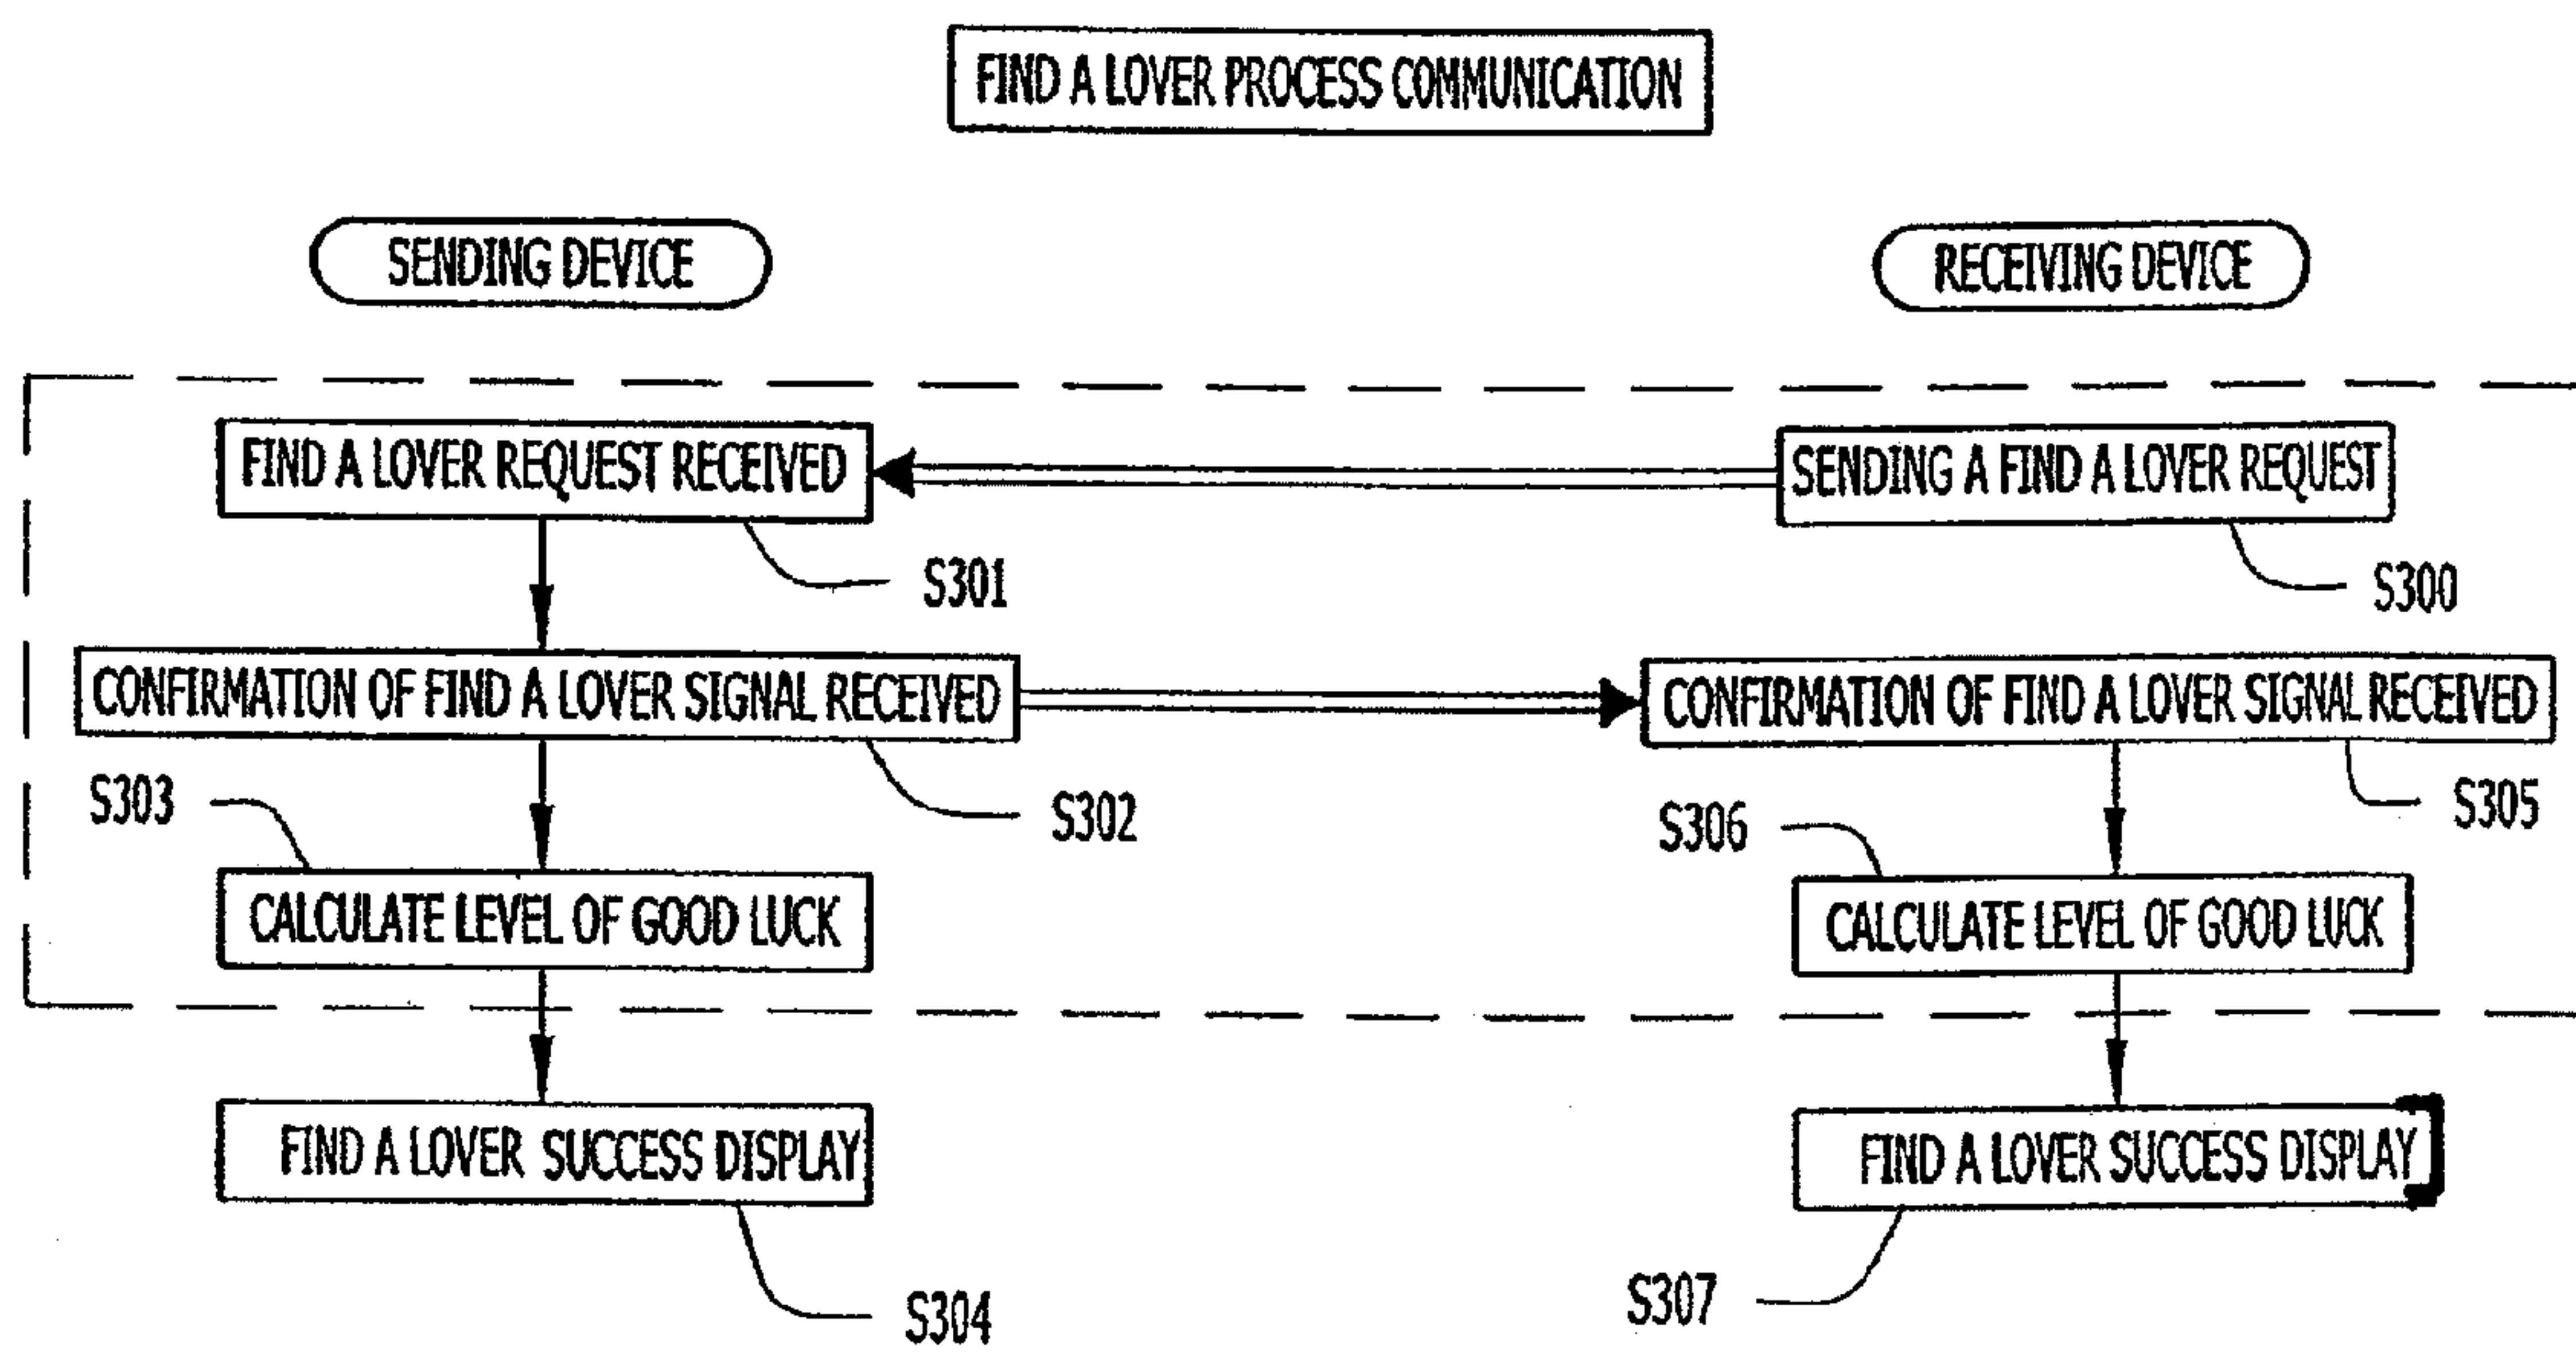 FIND A LOVER PROCESS COMMUNICATION
SENDING DEVICE
RECEIVING DEVICE
FIND A LOVER REQUEST RECEIVED
SENDING A FIND A LOVER REQUEST
S301
S300
CONFIRMATION OF FIND A LOVER SIGNAL RECEIVED
CONFIRMATION OF FIND A LOVER SIGNAL RECEIVED
S303
S302
S306
S305
CALCULATE LEVEL OF GOOD LUCK
CALCULATE LEVEL OF GOOD LUCK
FIND A LOVER SUCCESS DISPLAY
FIND A LOVER SUCCESS DISPLAY
S304
S307